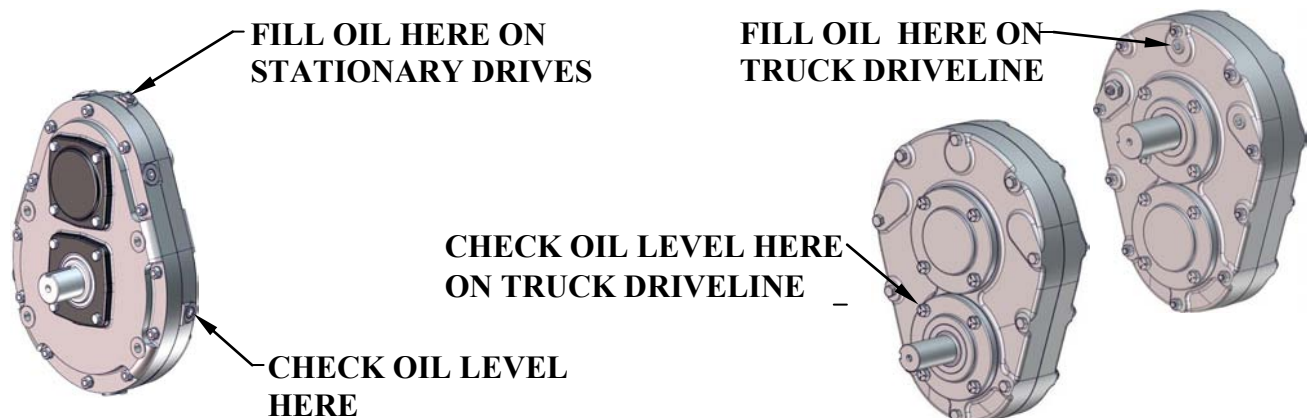 FILL OIL HERE ON
STATIONARY DRIVES
FILL OIL HERE ON
TRUCK DRIVELINE
CHECK OIL LEVEL HERE
ON TRUCK DRIVELINE _
CHECK OIL LEVEL
HERE